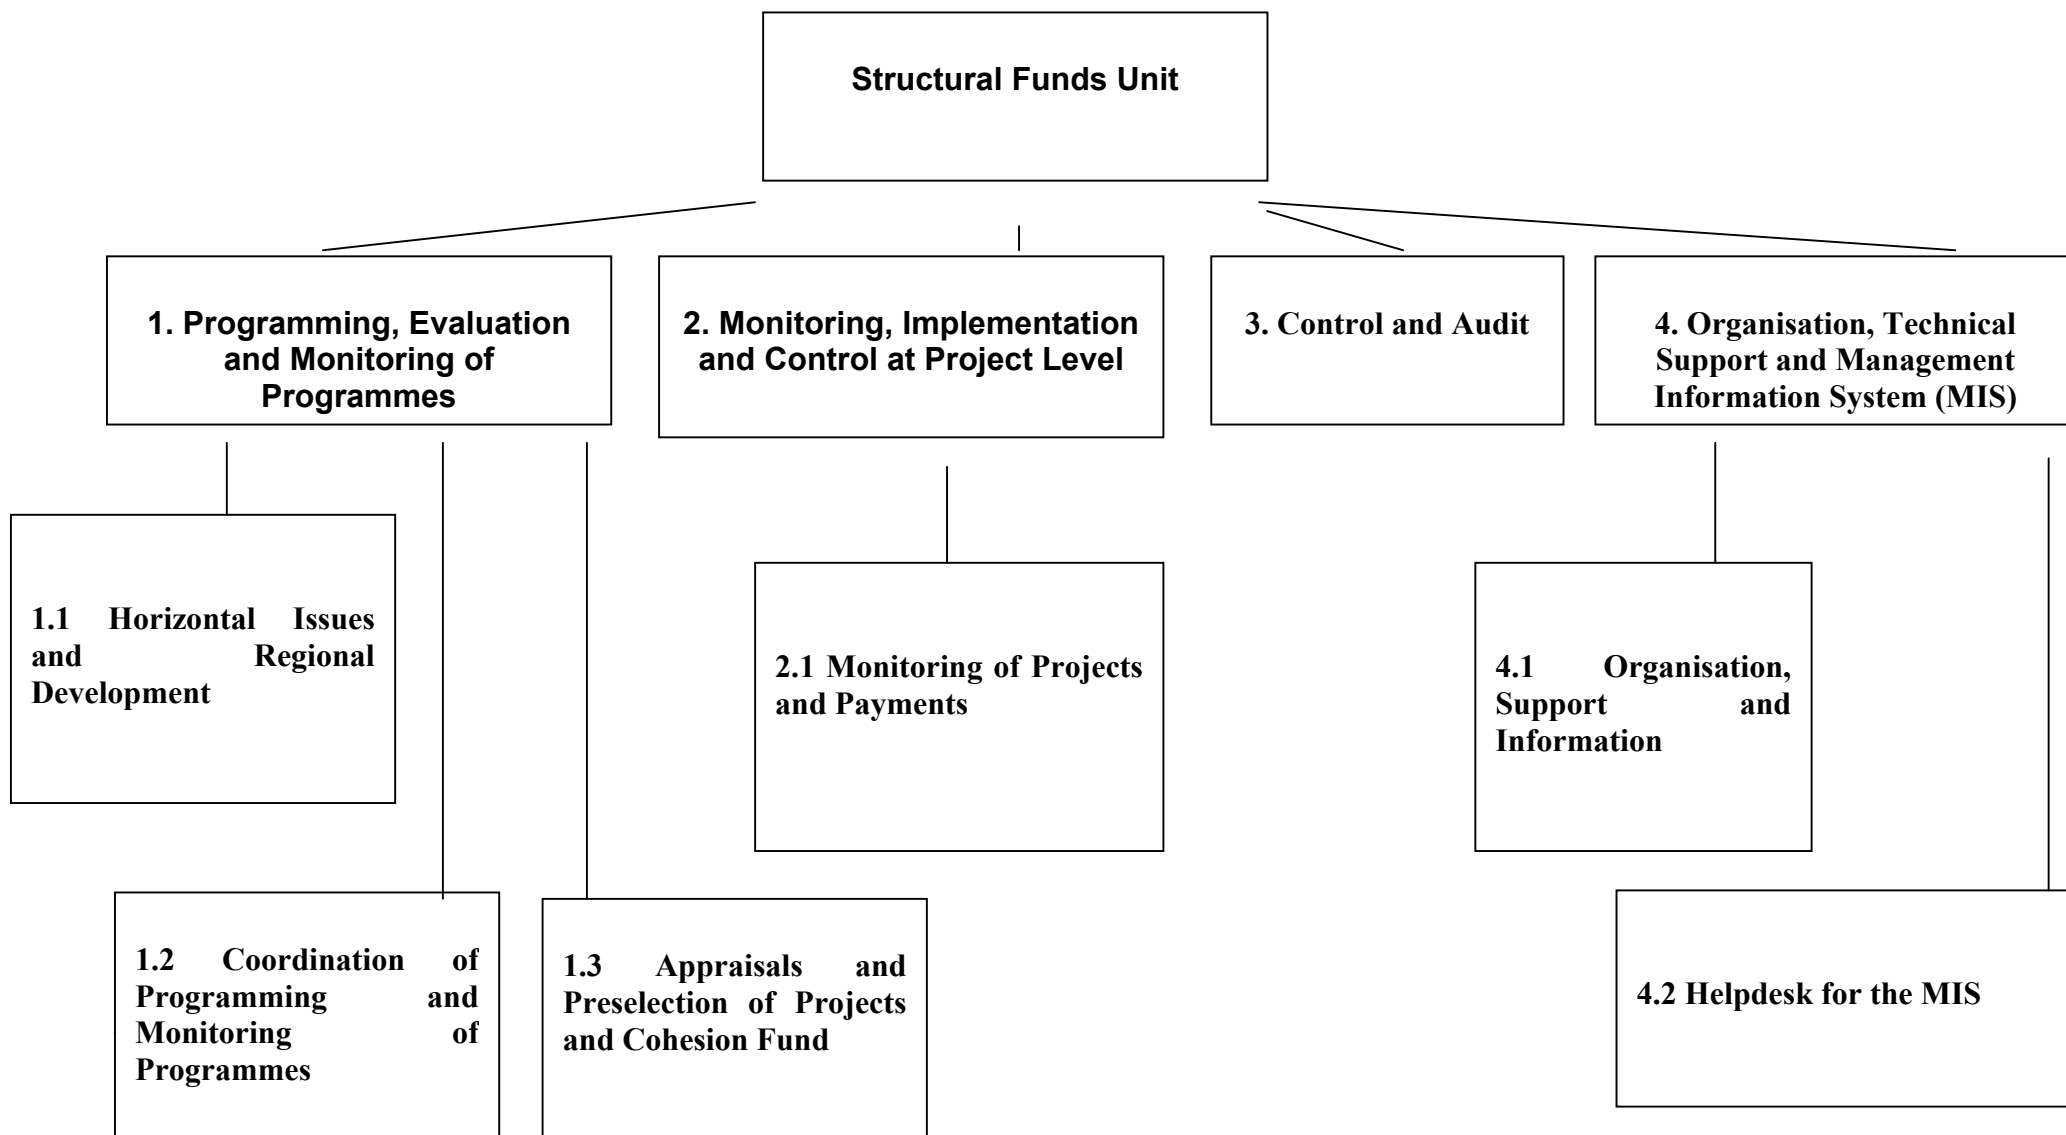 Structural Funds Unit
1. Programming, Evaluation
and Monitoring of
Programmes
2. Monitoring, Implementation
and Control at Project Level
3. Control and Audit
4. Organisation, Technical
Support and Management
Information System (MIS)
1.1 Horizontal Issues
and Regional
Development
2.1 Monitoring of Projects
and Payments
4.1 Organisation,
Support and
Information
1.2 Coordination of
Programming and
Monitoring of
Programmes
1.3 Appraisals and
Preselection of Projects
and Cohesion Fund
4.2 Helpdesk for the MIS